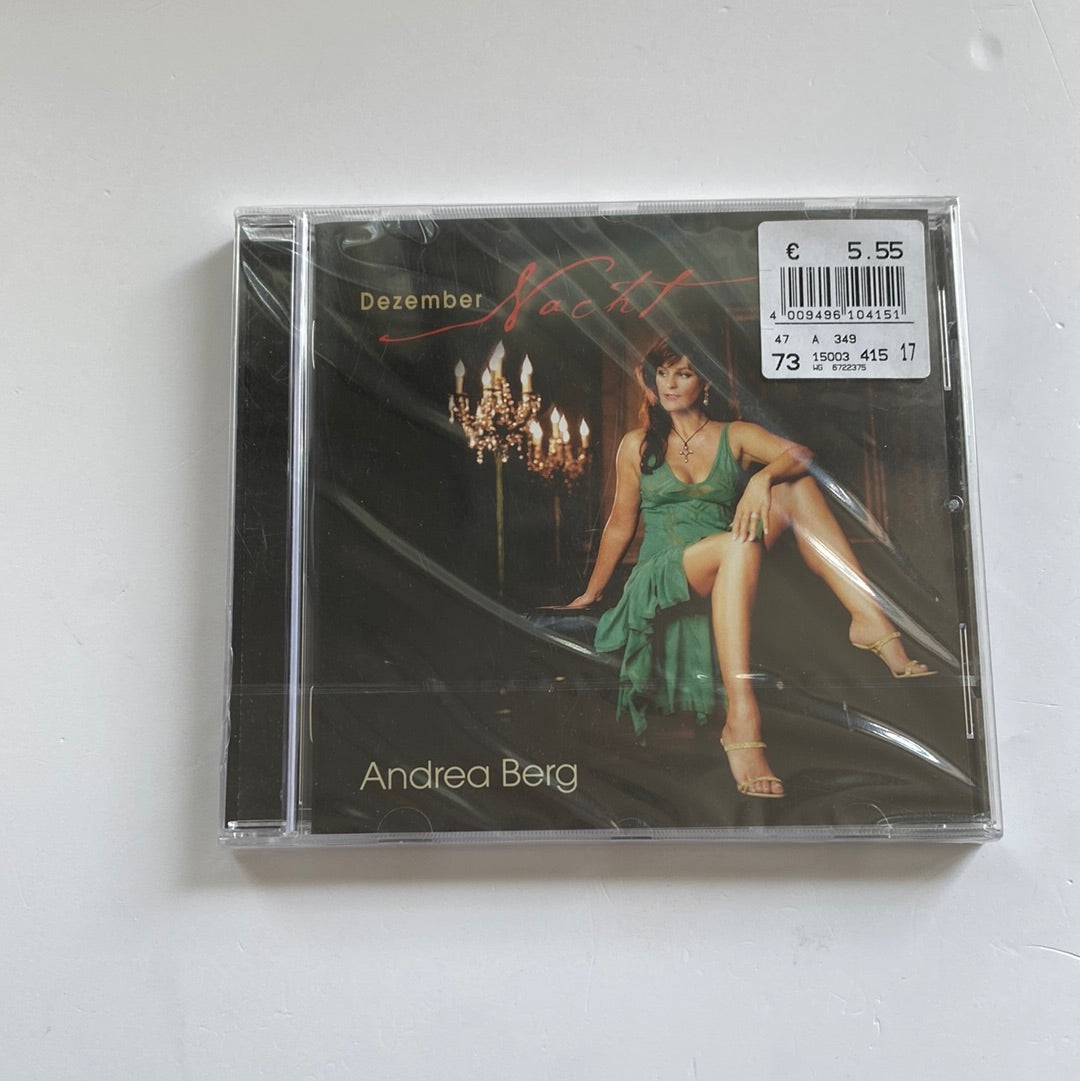 Dezember Nacht
€ 5.55
4 009496 104151
47 A 349
73 15003 415 17
WG 6722375
Andrea Berg